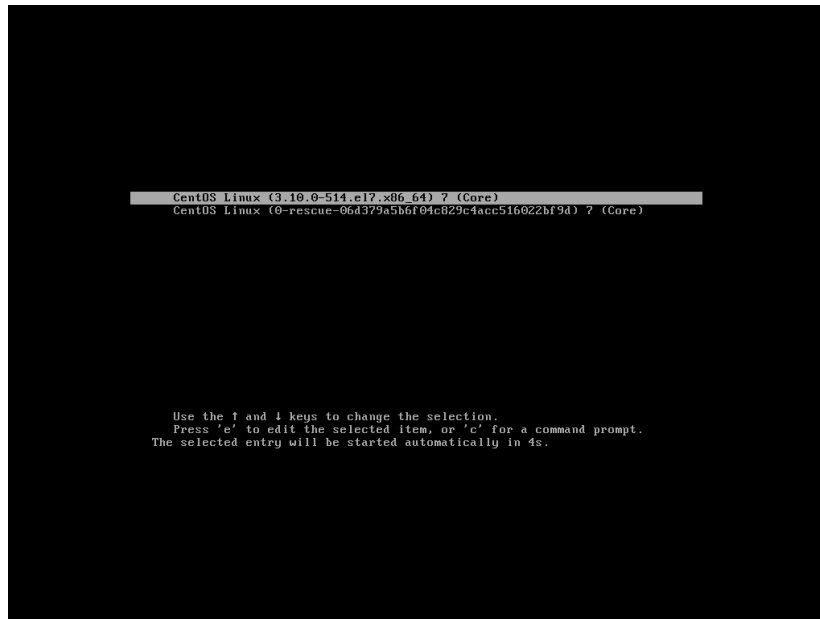 CentOS Linux (3.10.0-514.el7.x86_64) 7 (Core)
CentOS Linux (0-rescue-06d379a5b6f04c829c4acc516022bf9d) 7 (Core)
Use the ↑ and ↓ keys to change the selection.
Press 'e' to edit the selected item, or 'c' for a command prompt.
The selected entry will be started automatically in 4s.